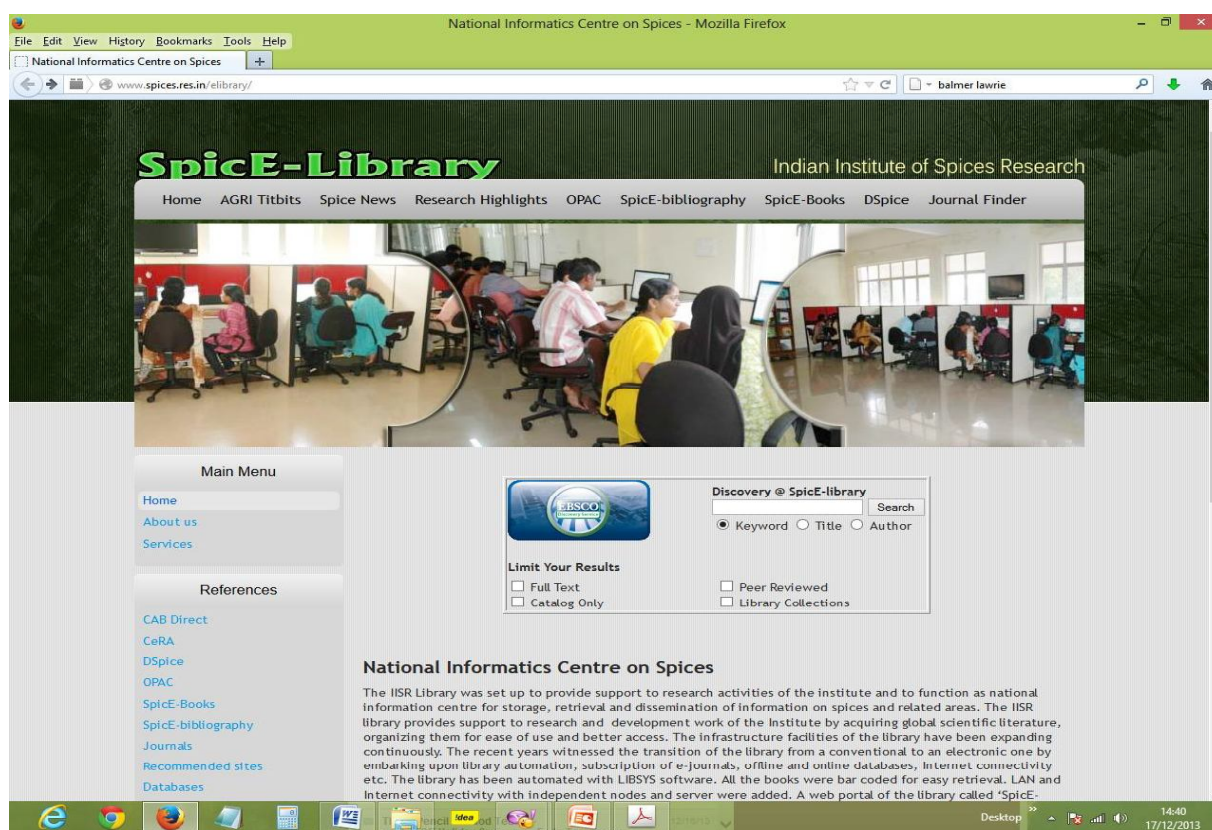 National Informatics Centre on Spices - Mozilla Firefox
File Edit View History Bookmarks Tools Help
National Informatics Centre on Spices +
www.spices.res.in/elibrary/
balmer lawrie
SpicE-Library
Indian Institute of Spices Research
Home AGRI Titbits Spice News Research Highlights OPAC SpicE-bibliography SpicE-Books DSpice Journal Finder
Main Menu
Home
About us
Services
References
CAB Direct
CeRA
DSpice
OPAC
SpicE-Books
SpicE-bibliography
Journals
Recommended sites
Databases
EBSCO
Discovery Service
Discovery @ SpicE-library
Search
Keyword Title Author
Limit Your Results
Full Text Peer Reviewed
Catalog Only Library Collections
National Informatics Centre on Spices
The IISR Library was set up to provide support to research activities of the institute and to function as national
information centre for storage, retrieval and dissemination of information on spices and related areas. The IISR
library provides support to research and development work of the Institute by acquiring global scientific literature,
organizing them for ease of use and better access. The infrastructure facilities of the library have been expanding
continuously. The recent years witnessed the transition of the library from a conventional to an electronic one by
embarking upon library automation, subscription of e-journals, offline and online databases, Internet connectivity
etc. The library has been automated with LIBSYS software. All the books were bar coded for easy retrieval. LAN and
Internet connectivity with independent nodes and server were added. A web portal of the library called 'SpicE-
Idea
Desktop
14:40
17/12/2013